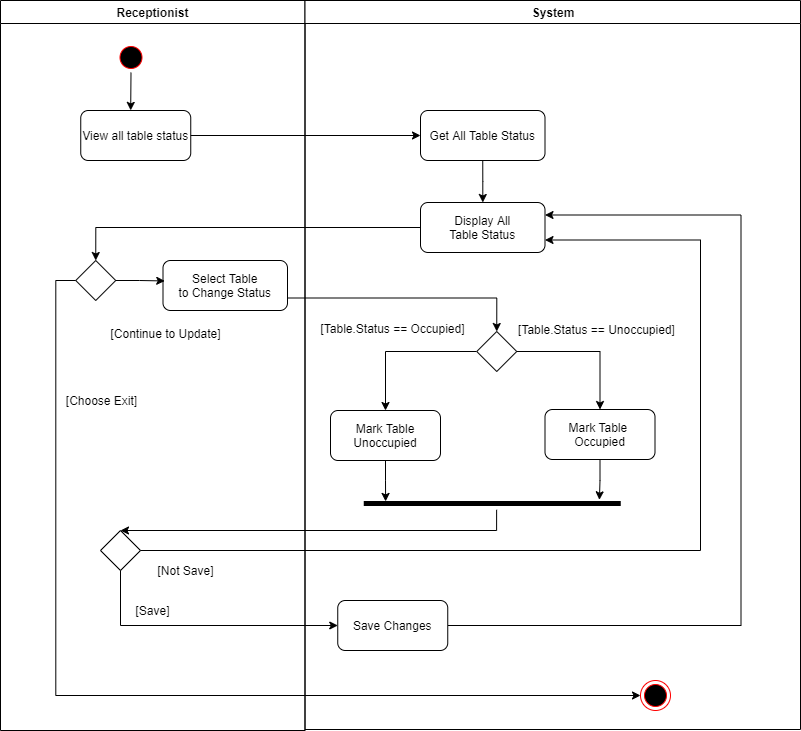 Receptionist
System
View all table status
Get All Table Status
Display All
Table Status
Select Table
to Change Status
[Continue to Update]
[Table.Status == Occupied]
[Table.Status == Unoccupied]
[Choose Exit]
Mark Table
Unoccupied
Mark Table
Occupied
[Not Save]
[Save]
Save Changes